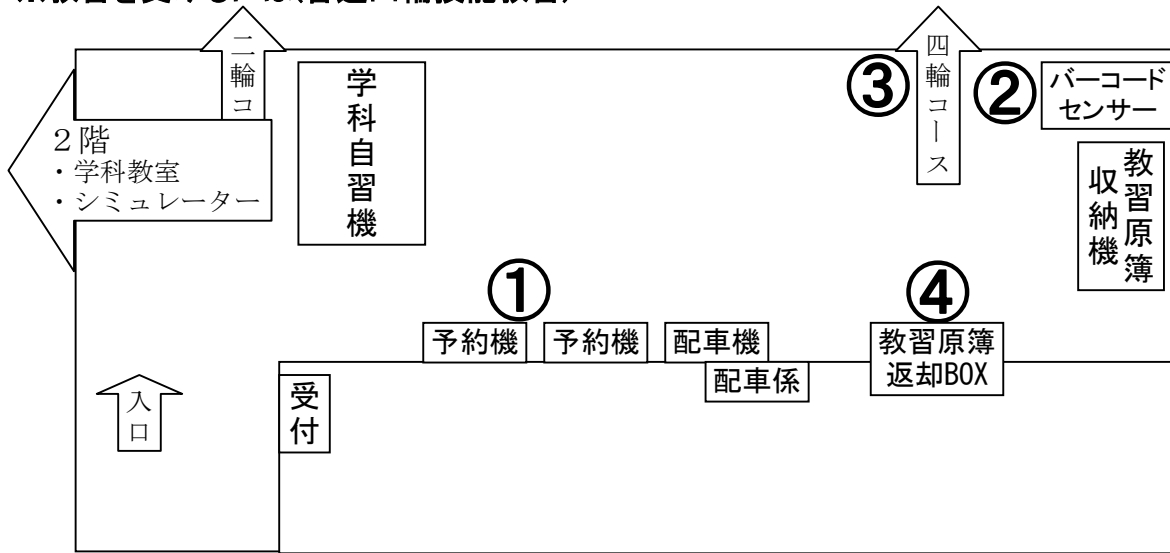 二輪コ
学科自習機
③
四輪コース
②
バーコード
センサー
2階
・学科教室
・シミュレーター
教習原簿
収納機
①
④
予約機
予約機
配車機
教習原簿
返却BOX
配車係
入口
受付